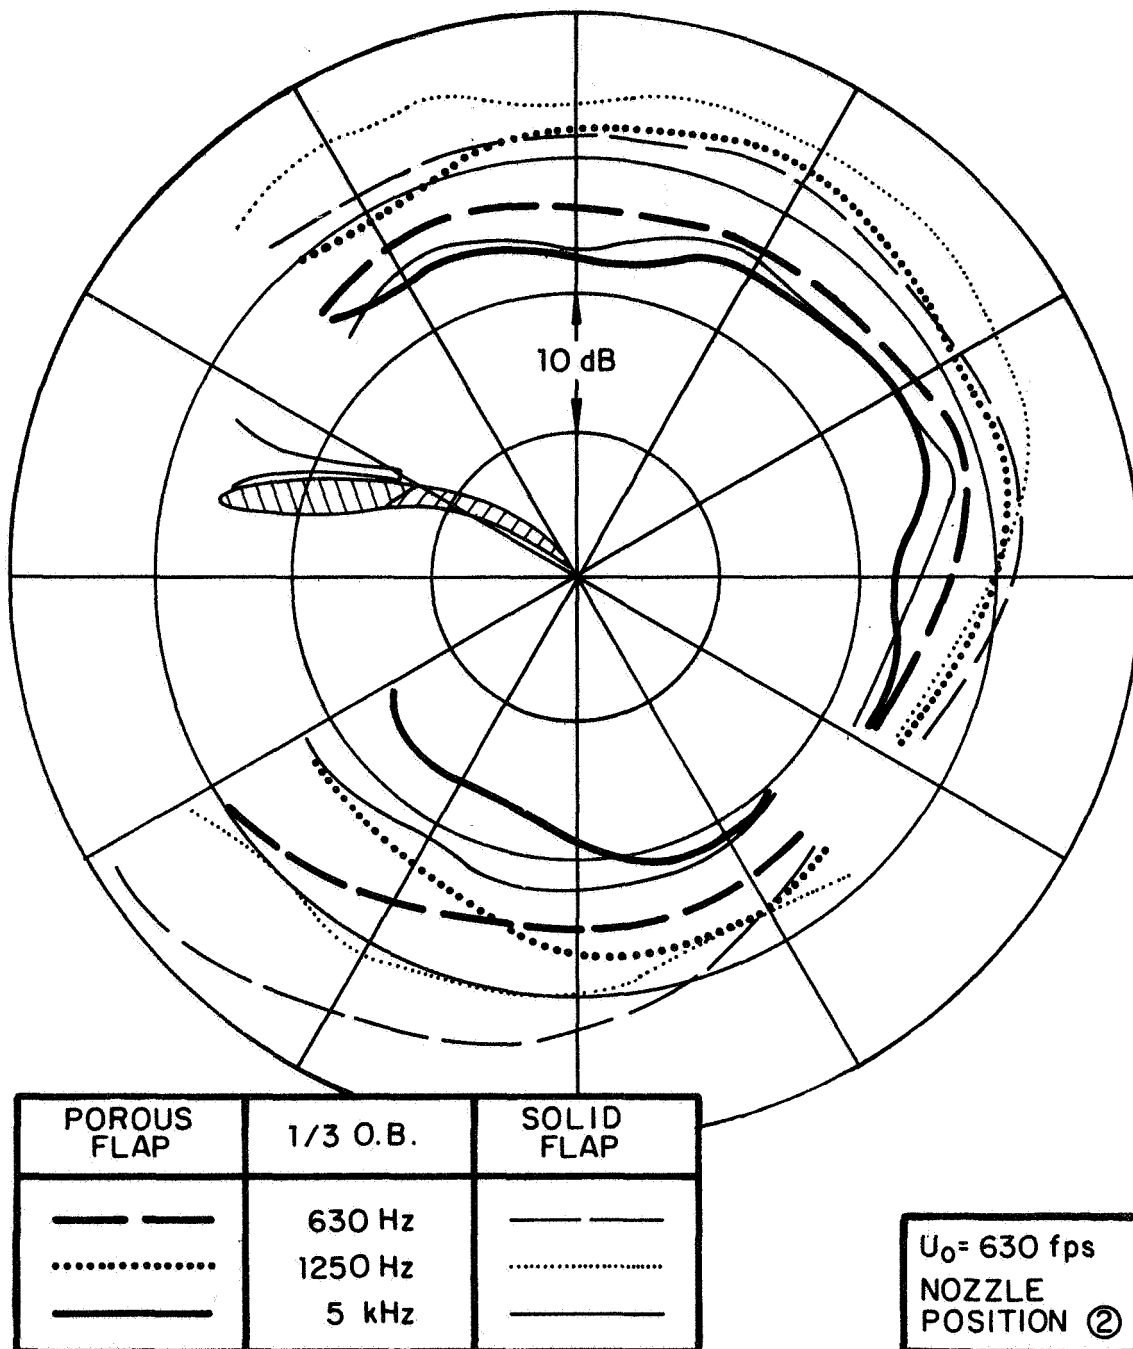 10 dB
POROUS FLAP
1/3 O.B.
SOLID FLAP
630 Hz
1250 Hz
5 kHz
U₀= 630 fps
NOZZLE
POSITION ②